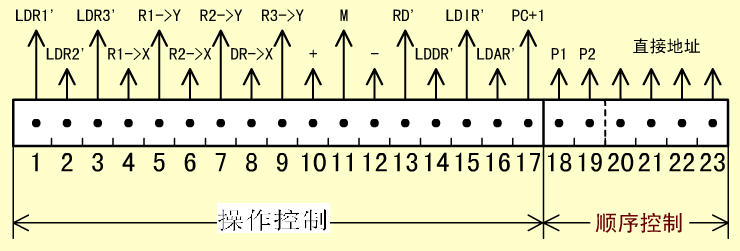 LDR1' LDR3' R1->Y R2->Y R3->Y M RD' LDIR' PC+1
LDR2' R1->X R2->X DR->X + - LDDR' LDAR' P1 P2 直接地址
1 2 3 4 5 6 7 8 9 10 11 12 13 14 15 16 17 18 19 20 21 22 23
操作控制 顺序控制